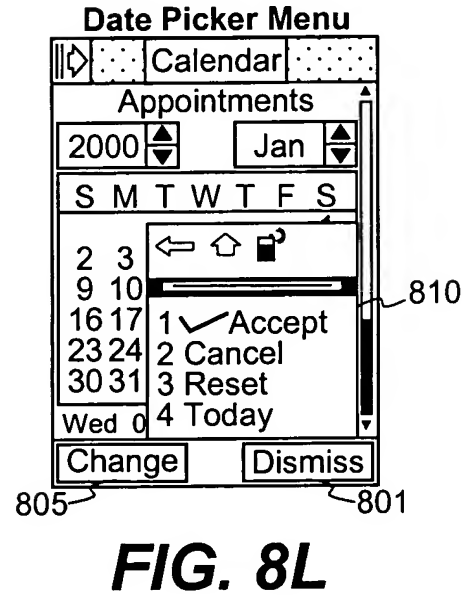 Date Picker Menu
Calendar
Appointments
2000 Jan
S M T W T F S
2 3
9 10
810
16 17 1 Accept
23 24 2 Cancel
30 31 3 Reset
Wed 0 4 Today
Change Dismiss
805 801
FIG. 8L